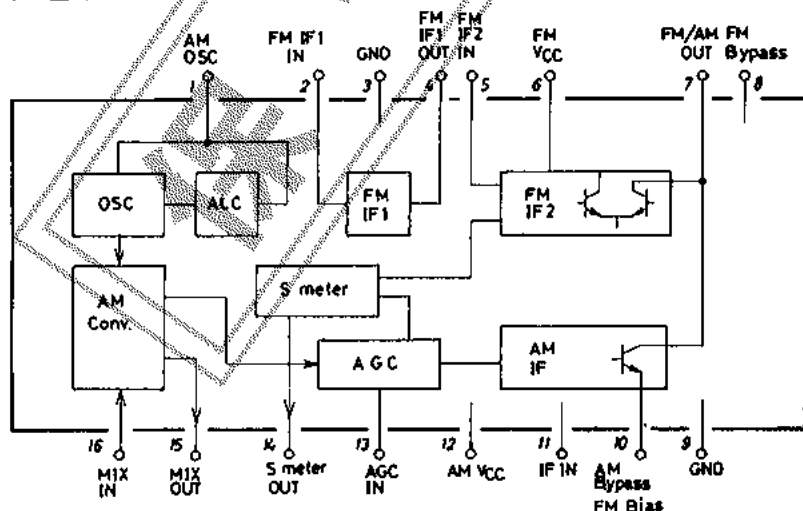 AM
OSC
FM IF1
IN
GND
FM
IF1
OUT
FM
IF2
IN
FM
VCC
FM/AM
OUT
FM
Bypass
1
2
3
4
5
6
7
8
OSC
ALC
FM
IF1
FM
IF2
AM
Conv.
S meter
AGC
AM
IF
16
15
14
13
12
11
10
9
MIX
IN
MIX
OUT
S meter
OUT
AGC
IN
AM VCC
IF IN
AM
Bypass
FM Bias
GND